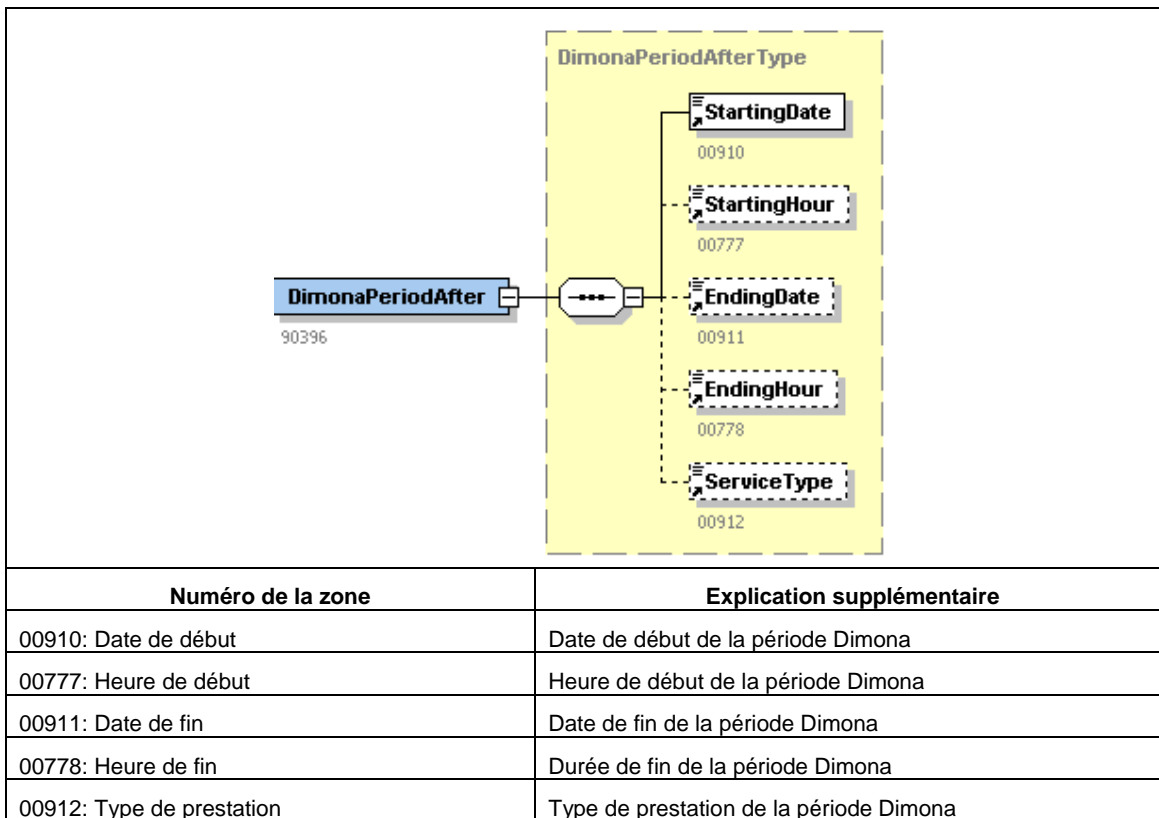 DimonaPeriodAfterType
StartingDate
00910
StartingHour
00777
DimonaPeriodAfter
90396
EndingDate
00911
EndingHour
00778
ServiceType
00912
Numéro de la zone Explication supplémentaire
00910: Date de début Date de début de la période Dimona
00777: Heure de début Heure de début de la période Dimona
00911: Date de fin Date de fin de la période Dimona
00778: Heure de fin Durée de fin de la période Dimona
00912: Type de prestation Type de prestation de la période Dimona